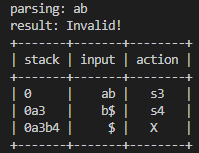 parsing: ab
result: Invalid!
+-------+-------+--------+
| stack | input | action |
+-------+-------+--------+
| 0     |    ab |   s3   |
| 0a3   |    b$ |   s4   |
| 0a3b4 |     $ |   X    |
+-------+-------+--------+